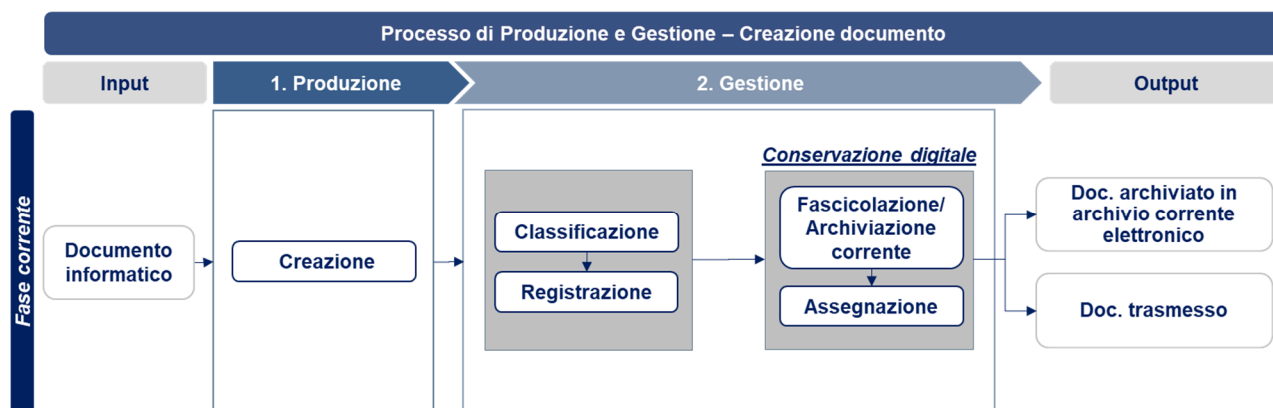 Processo di Produzione e Gestione – Creazione documento
Input
1. Produzione
2. Gestione
Output
Fase corrente
Documento
informatico
Creazione
Classificazione
Registrazione
Conservazione digitale
Fascicolazione/
Archiviazione
corrente
Assegnazione
Doc. archiviato in
archivio corrente
elettronico
Doc. trasmesso